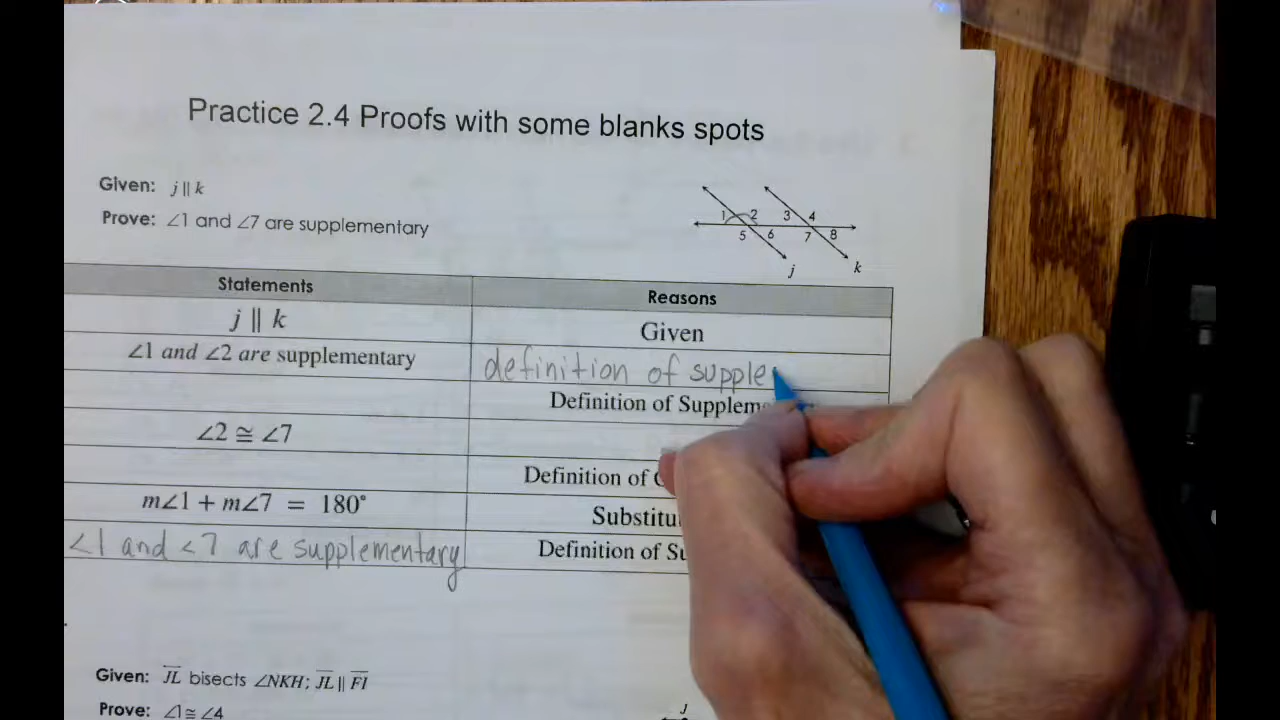 Practice 2.4 Proofs with some blanks spots
Given: j ∥ k
Prove: ∠1 and ∠7 are supplementary
1 2 3 4
5 6 7 8
j k
Statements Reasons
j ∥ k Given
∠1 and ∠2 are supplementary definition of supple
Definition of
∠2 ≅ ∠7
Definition of
m∠1 + m∠7 = 180°
∠1 and ∠7 are supplementary Definition of
Given: JL bisects ∠NKH; JL ∥ FI
Prove: ∠1 ≅ ∠4
J